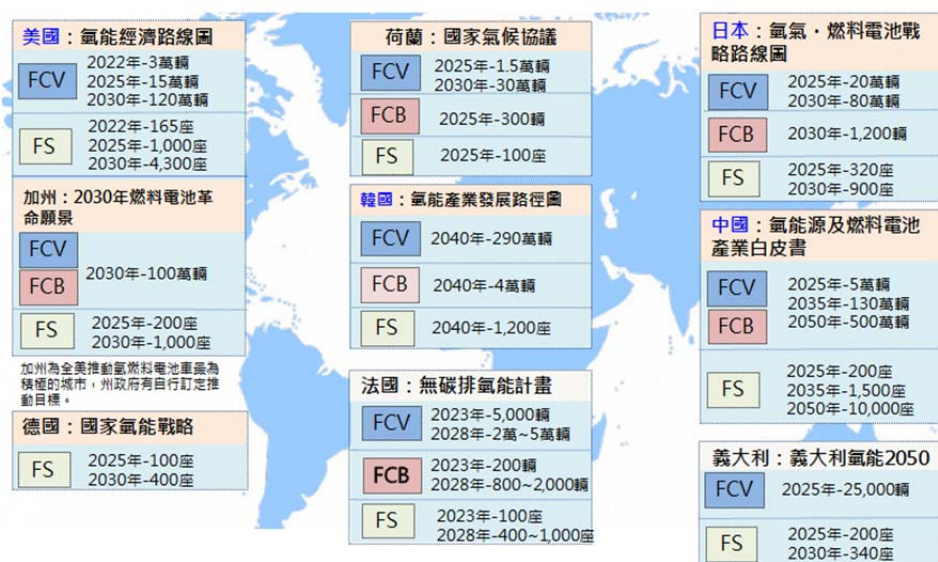 美國：氫能經濟路線圖
FCV
2022年-3萬輛
2025年-15萬輛
2030年-120萬輛
FS
2022年-165座
2025年-1,000座
2030年-4,300座
加州：2030年燃料電池革
命願景
FCV
FCB
2030年-100萬輛
FS
2025年-200座
2030年-1,000座
加州為全美推動氫燃料電池車最為
積極的城市，州政府有自行訂定推
動目標。
德國：國家氫能戰略
FS
2025年-100座
2030年-400座
荷蘭：國家氣候協議
FCV
2025年-1.5萬輛
2030年-30萬輛
FCB
2025年-300輛
FS
2025年-100座
韓國：氫能產業發展路徑圖
FCV
2040年-290萬輛
FCB
2040年-4萬輛
FS
2040年-1,200座
法國：無碳排氫能計畫
FCV
2023年-5,000輛
2028年-2萬~5萬輛
FCB
2023年-200輛
2028年-800~2,000輛
FS
2023年-100座
2028年-400~1,000座
日本：氫氣・燃料電池戰
略路線圖
FCV
2025年-20萬輛
2030年-80萬輛
FCB
2030年-1,200輛
FS
2025年-320座
2030年-900座
中國：氫能源及燃料電池
產業白皮書
FCV
FCB
2025年-5萬輛
2035年-130萬輛
2050年-500萬輛
FS
2025年-200座
2035年-1,500座
2050年-10,000座
義大利：義大利氫能2050
FCV
2025年-25,000輛
FS
2025年-200座
2030年-340座